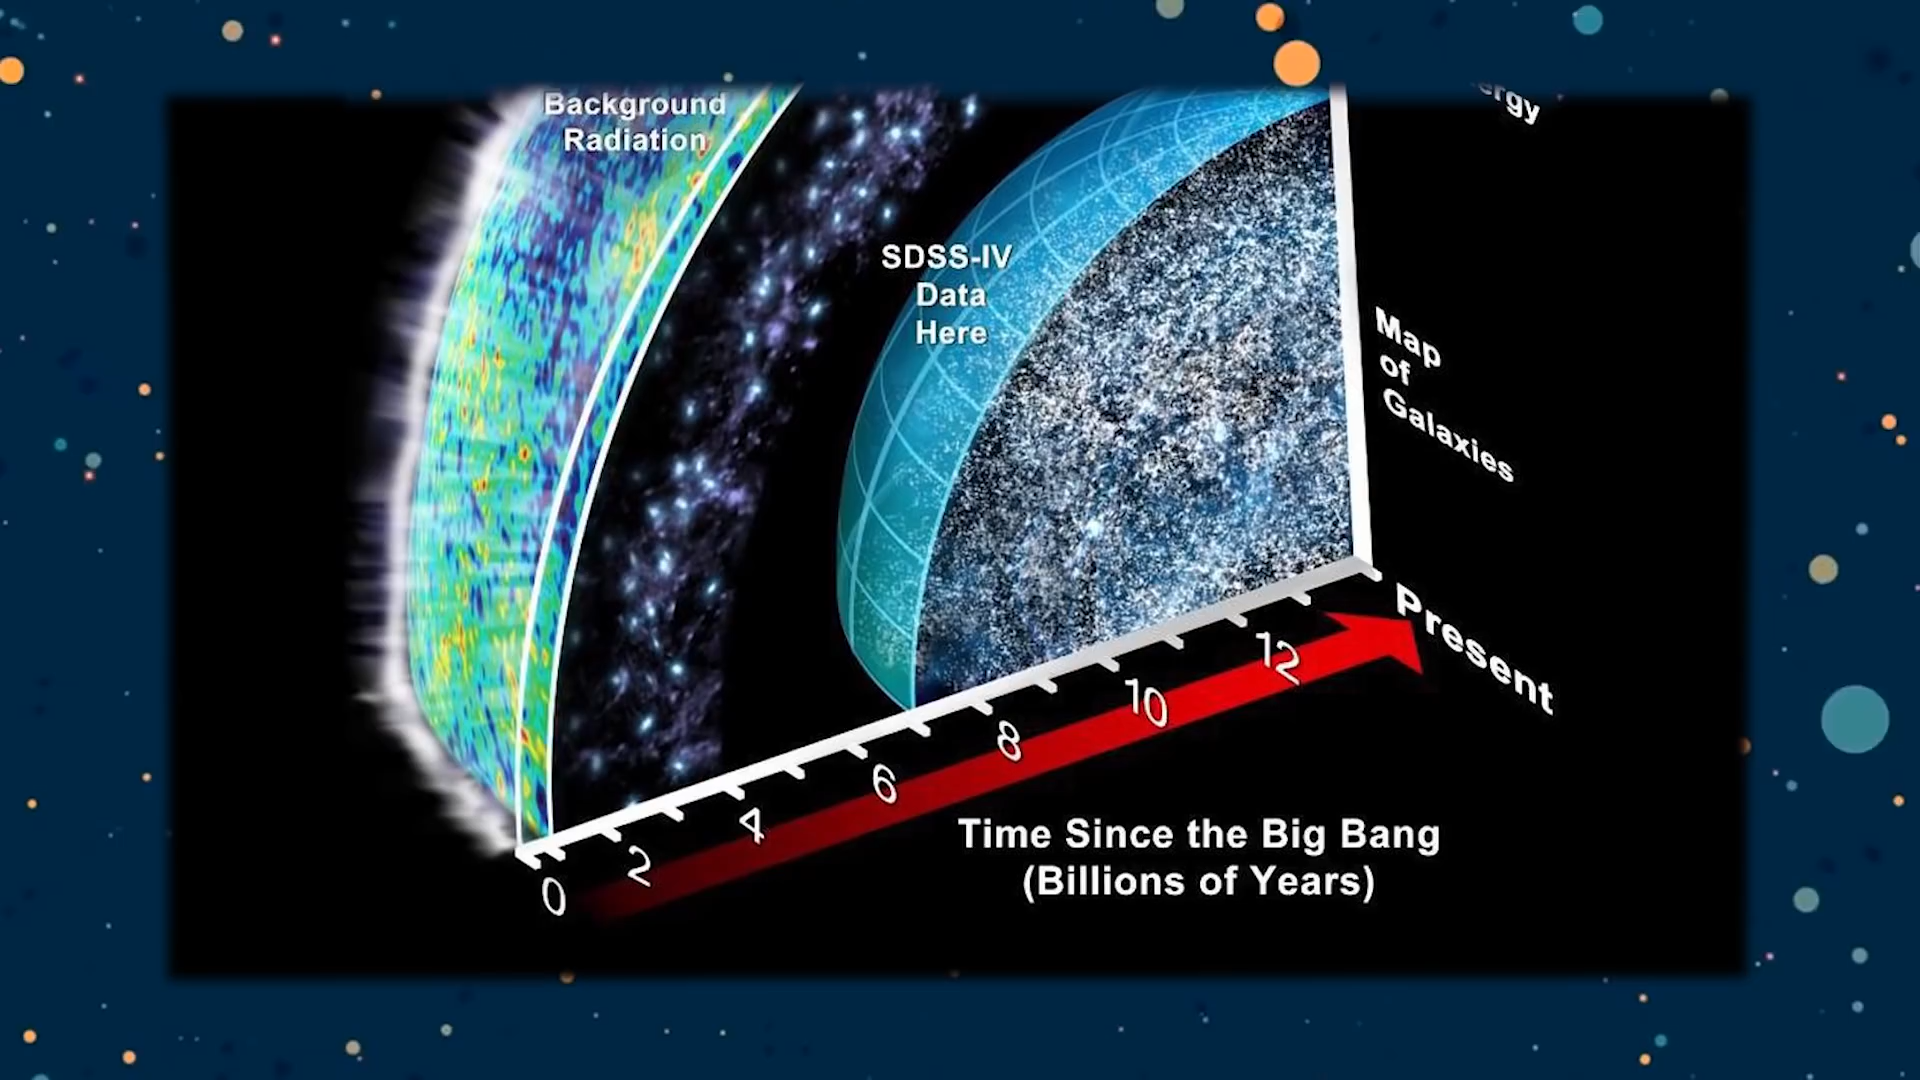 Background
Radiation
SDSS-IV
Data
Here
Map
of
Galaxies
Present
0
2
4
6
8
10
12
Time Since the Big Bang
(Billions of Years)